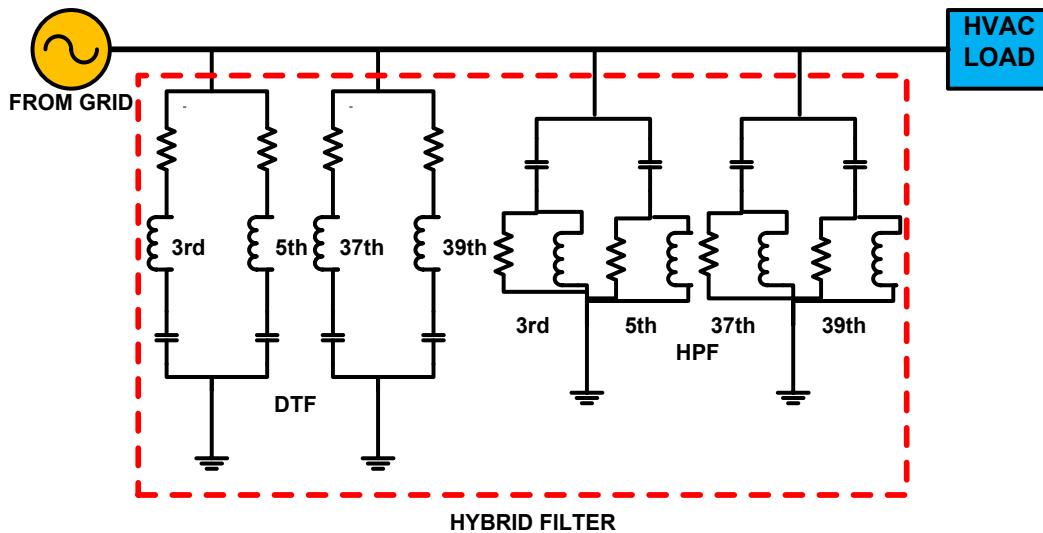 HVAC
LOAD
FROM GRID
3rd
5th
37th
39th
3rd
5th
37th
39th
HPF
DTF
HYBRID FILTER